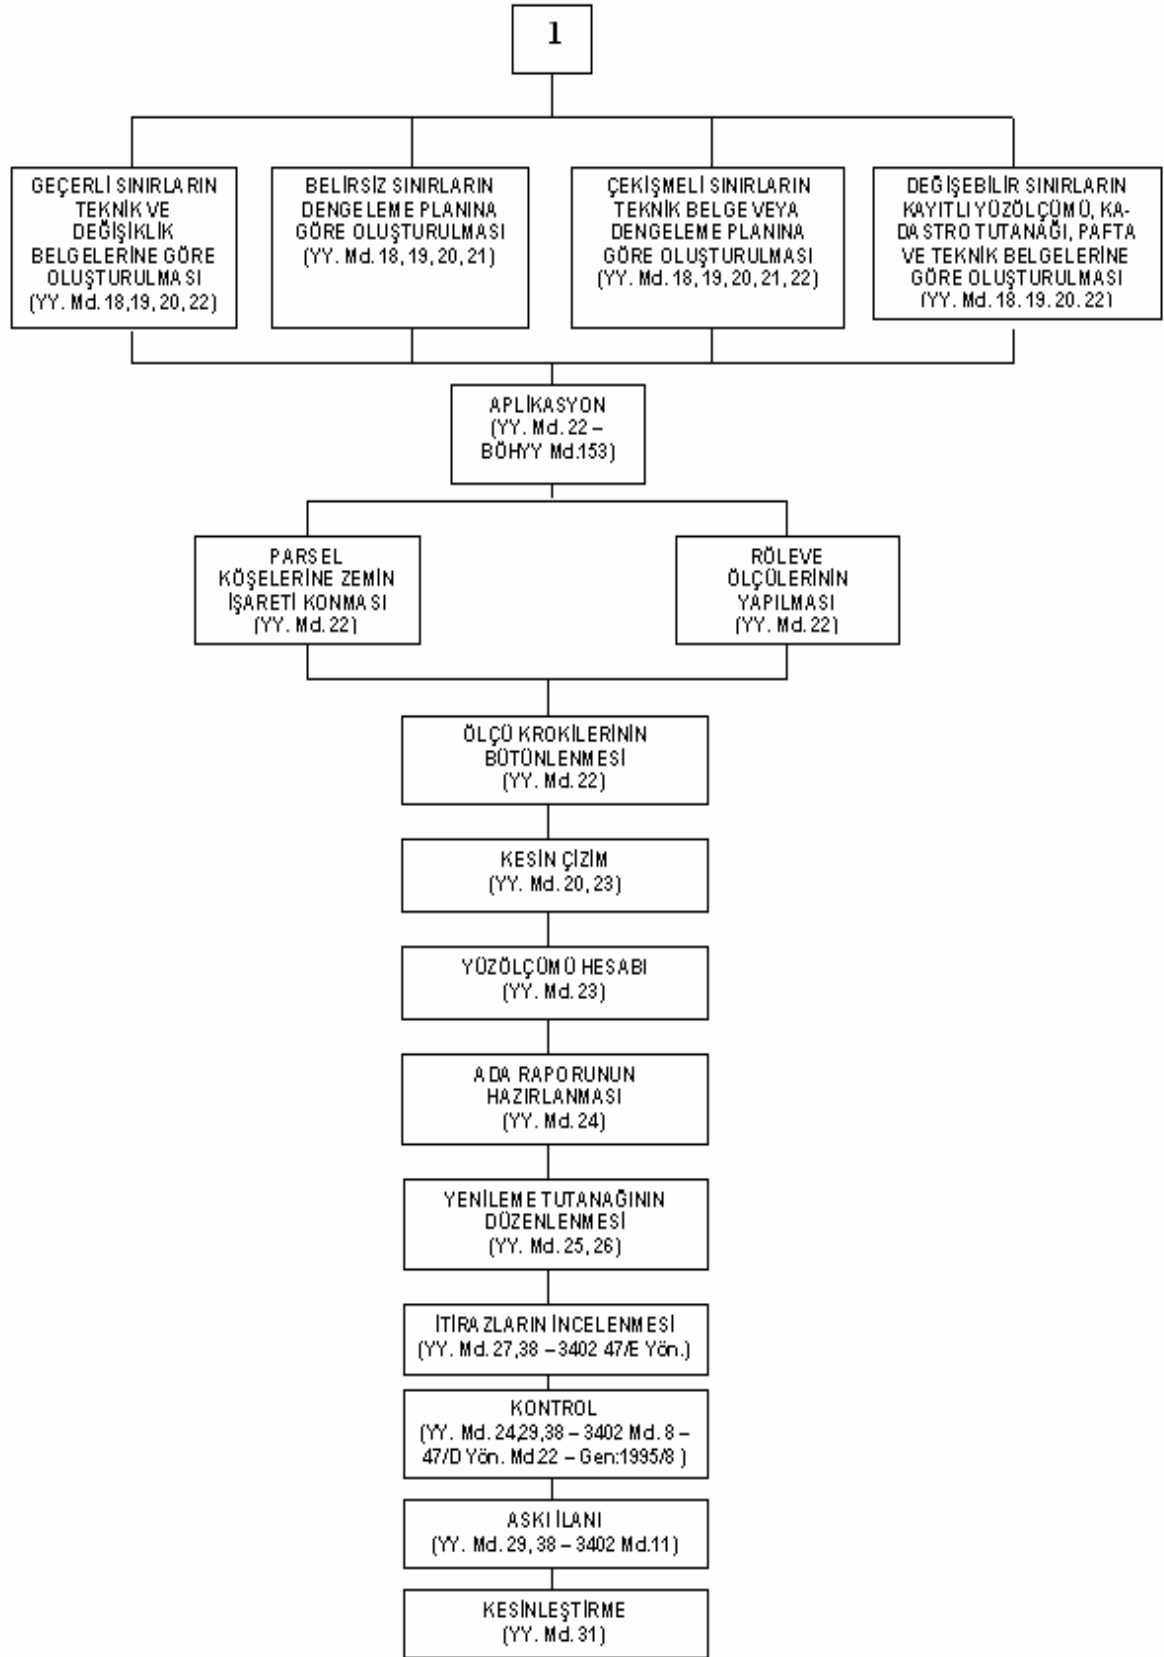 1
GEÇERLİ SINIRLARIN
TEKNİK VE
DEĞİŞİKLİK
BELGELERİNE GÖRE
OLUŞTURULMASI
(YY. Md. 18,19, 20, 22)
BELİRSİZ SINIRLARIN
DENGELEME PLANINA
GÖRE OLUŞTURULMASI
(YY. Md. 18, 19, 20, 21)
ÇEKİŞMELİ SINIRLARIN
TEKNİK BELGE VEYA
DENGELEME PLANINA
GÖRE OLUŞTURULMASI
(YY. Md. 18, 19, 20, 21, 22)
DEĞİŞEBİLİR SINIRLARIN
KAYITLI YÜZÖLÇÜMÜ, KA-
DASTRO TUTANAĞI, PAFTA
VE TEKNİK BELGELERİNE
GÖRE OLUŞTURULMASI
(YY. Md. 18. 19. 20. 22)
APLİKASYON
(YY. Md. 22 –
BÖHYY Md.153)
PARSEL
KÖŞELERİNE ZEMİN
İŞARETİ KONMASI
(YY. Md. 22)
RÖLEVE
ÖLÇÜLERİNİN
YAPILMASI
(YY. Md. 22)
ÖLÇÜ KROKİLERİNİN
BÜTÜNLENMESİ
(YY. Md. 22)
KESİN ÇİZİM
(YY. Md. 20, 23)
YÜZÖLÇÜMÜ HESABI
(YY. Md. 23)
ADA RAPORUNUN
HAZIRLANMASI
(YY. Md. 24)
YENİLEME TUTANAĞININ
DÜZENLENMESİ
(YY. Md. 25, 26)
İTİRAZLARIN İNCELENMESİ
(YY. Md. 27,38 – 3402 47/E Yön.)
KONTROL
(YY. Md. 24,29,38 – 3402 Md. 8 –
47/D Yön. Md.22 – Gen:1995/8 )
ASKI İLANI
(YY. Md. 29, 38 – 3402 Md.11)
KESİNLEŞTİRME
(YY. Md. 31)